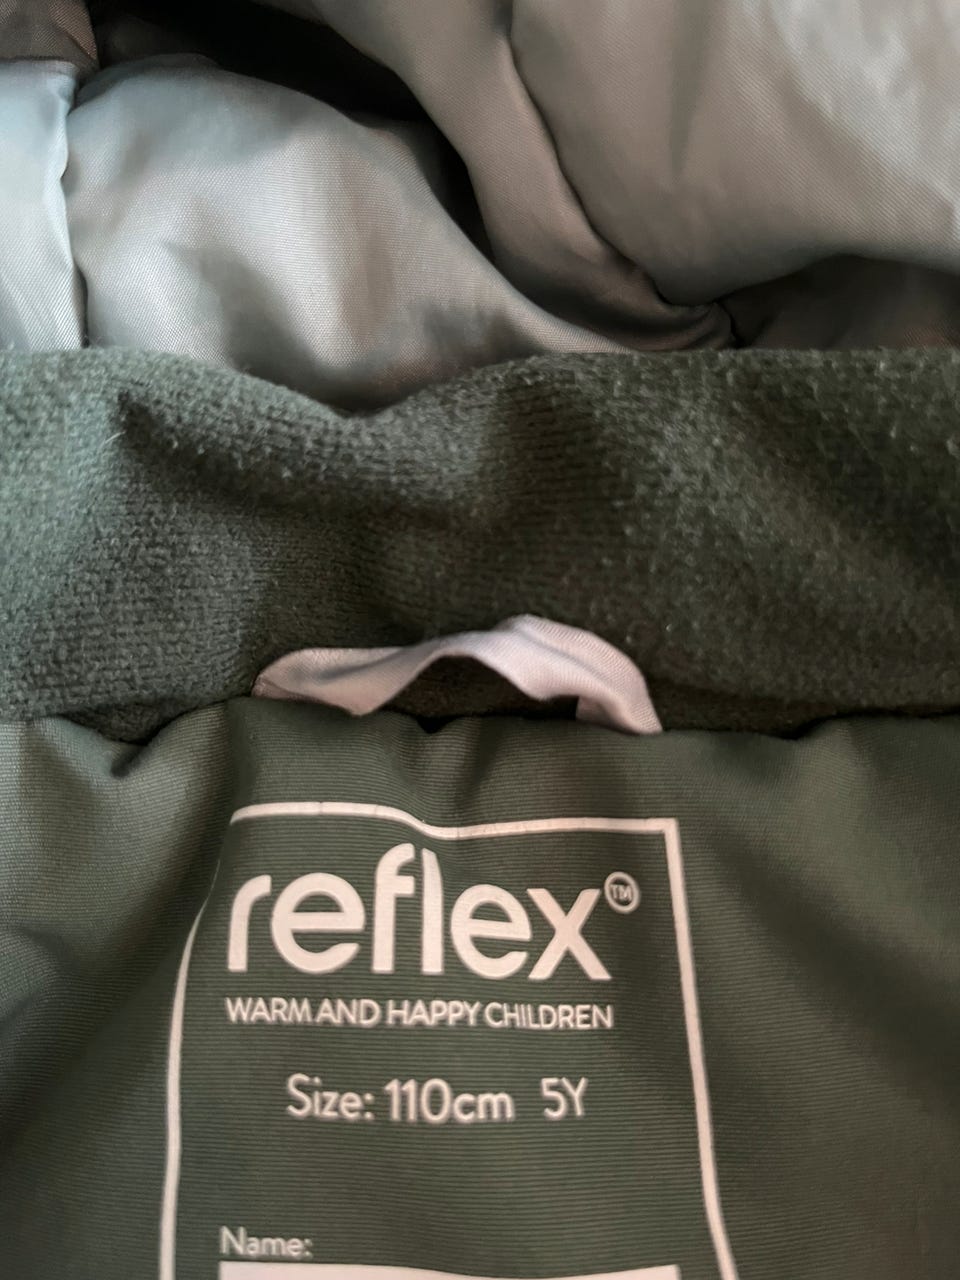 reflex™
WARM AND HAPPY CHILDREN
Size: 110cm 5Y
Name: